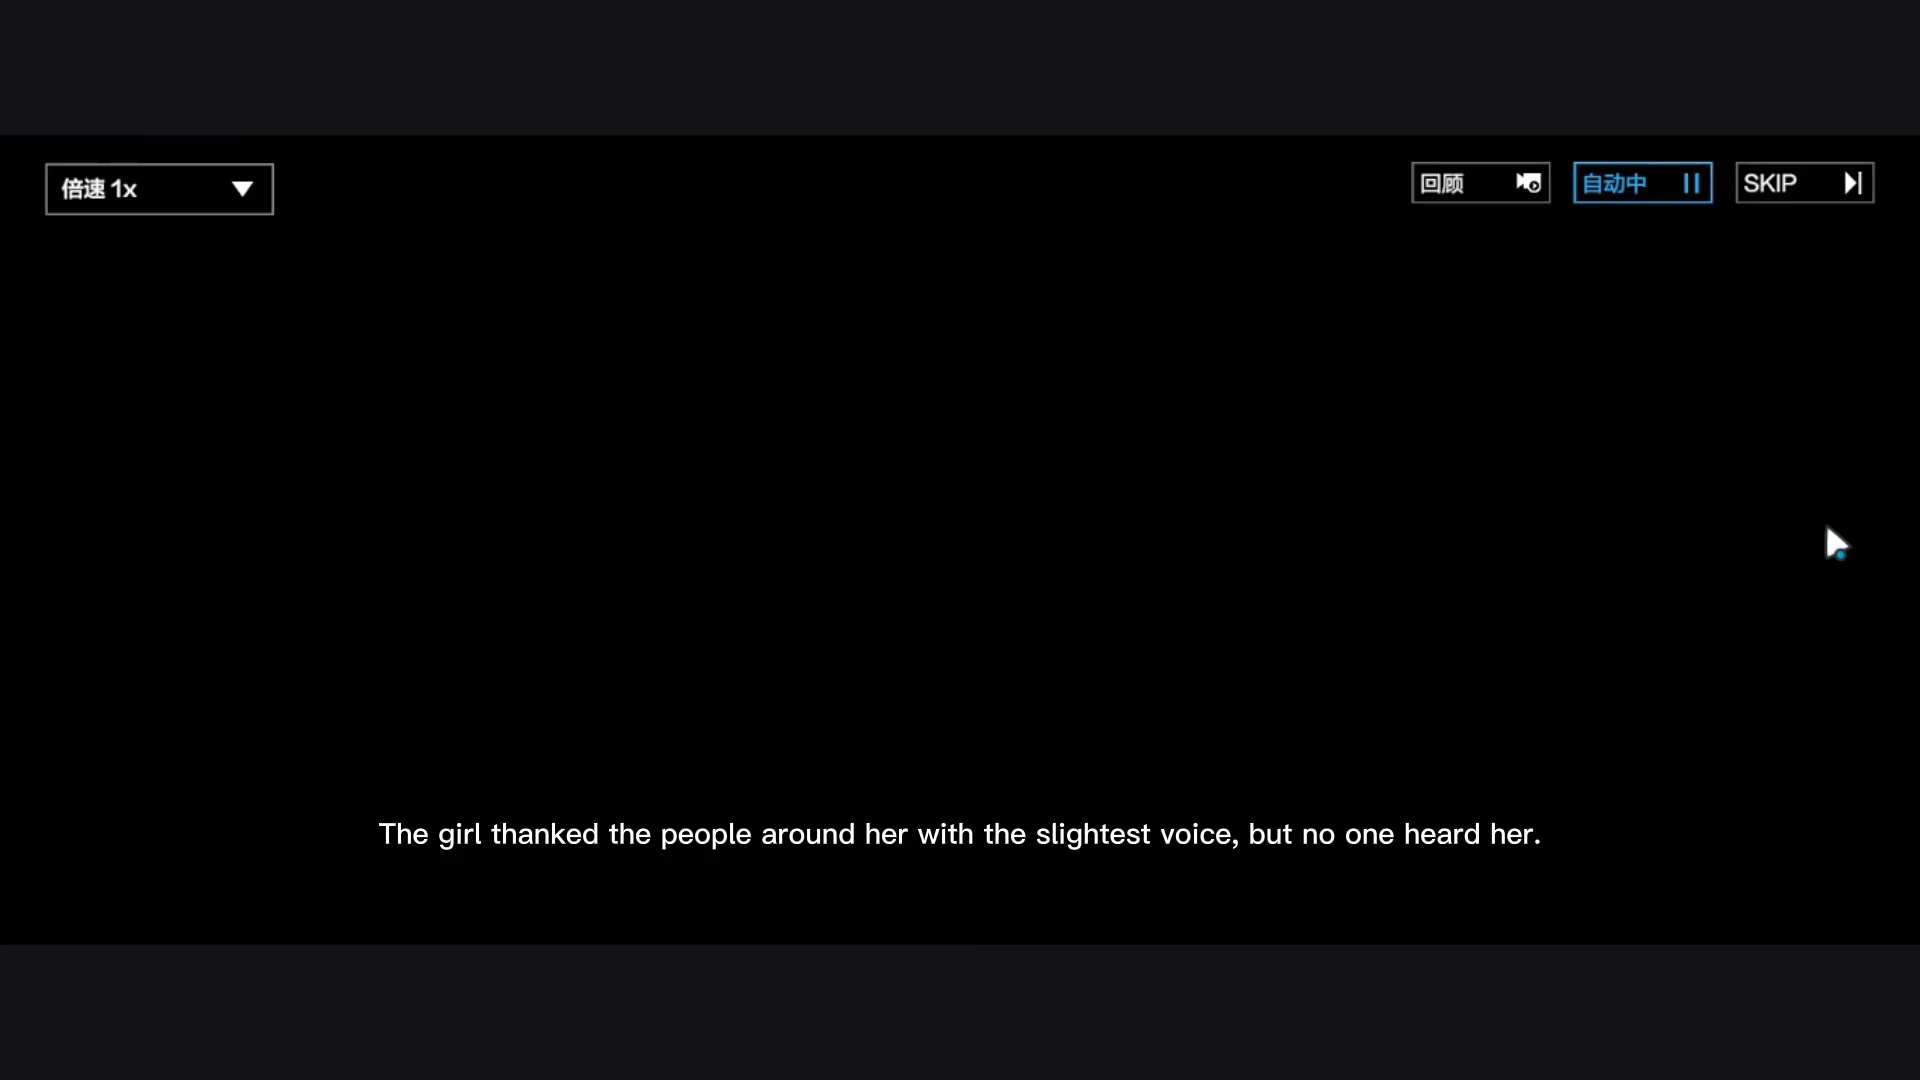 倍速 1x
回顾
自动中
SKIP
The girl thanked the people around her with the slightest voice, but no one heard her.